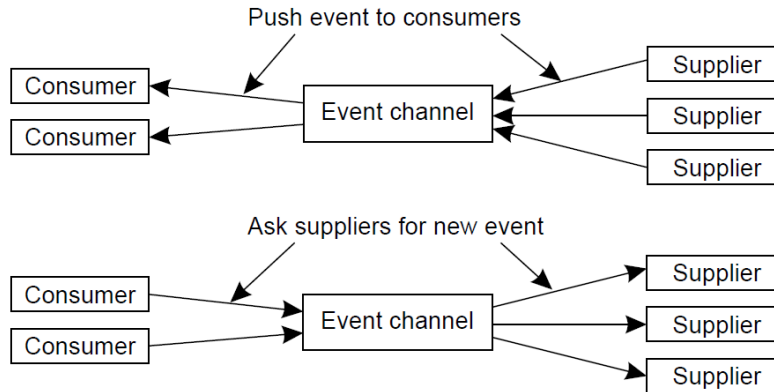 Push event to consumers
Consumer
Supplier
Event channel
Supplier
Consumer
Supplier
Ask suppliers for new event
Consumer
Supplier
Event channel
Supplier
Consumer
Supplier